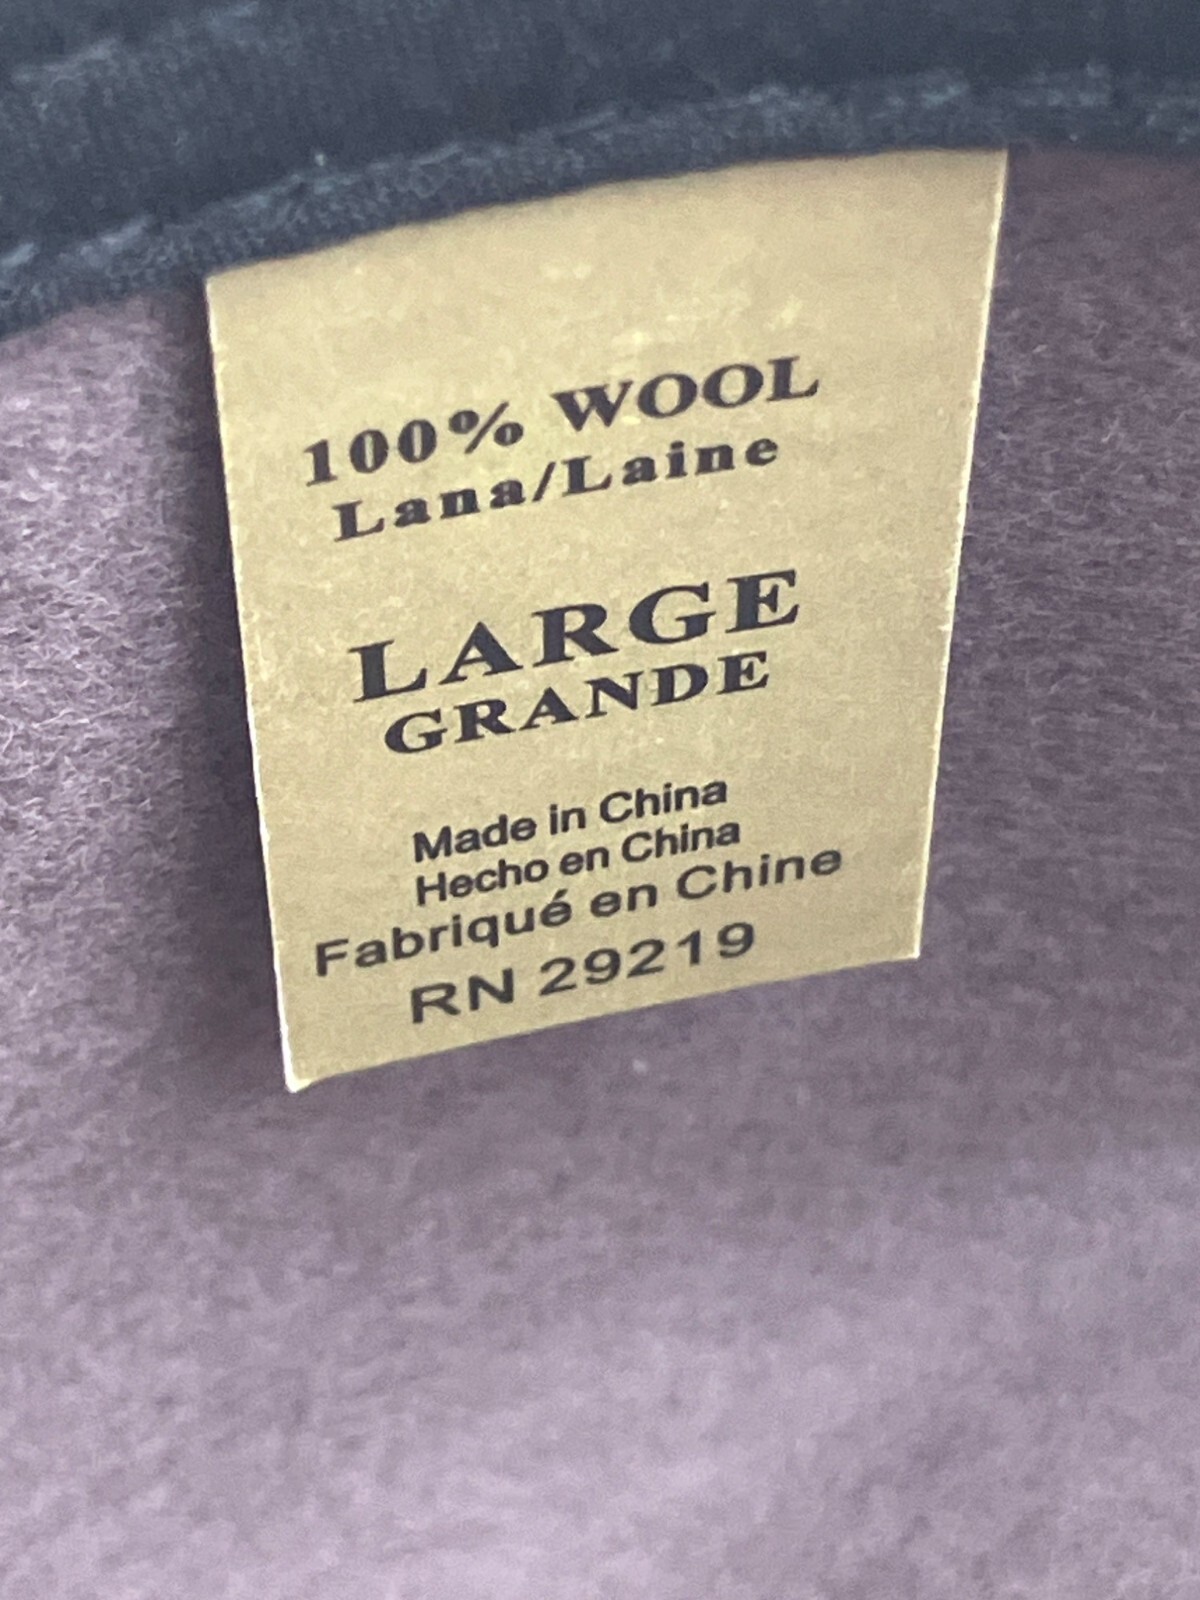 100% WOOL
Lana/Laine
LARGE
GRANDE
Made in China
Hecho en China
Fabriqué en Chine
RN 29219